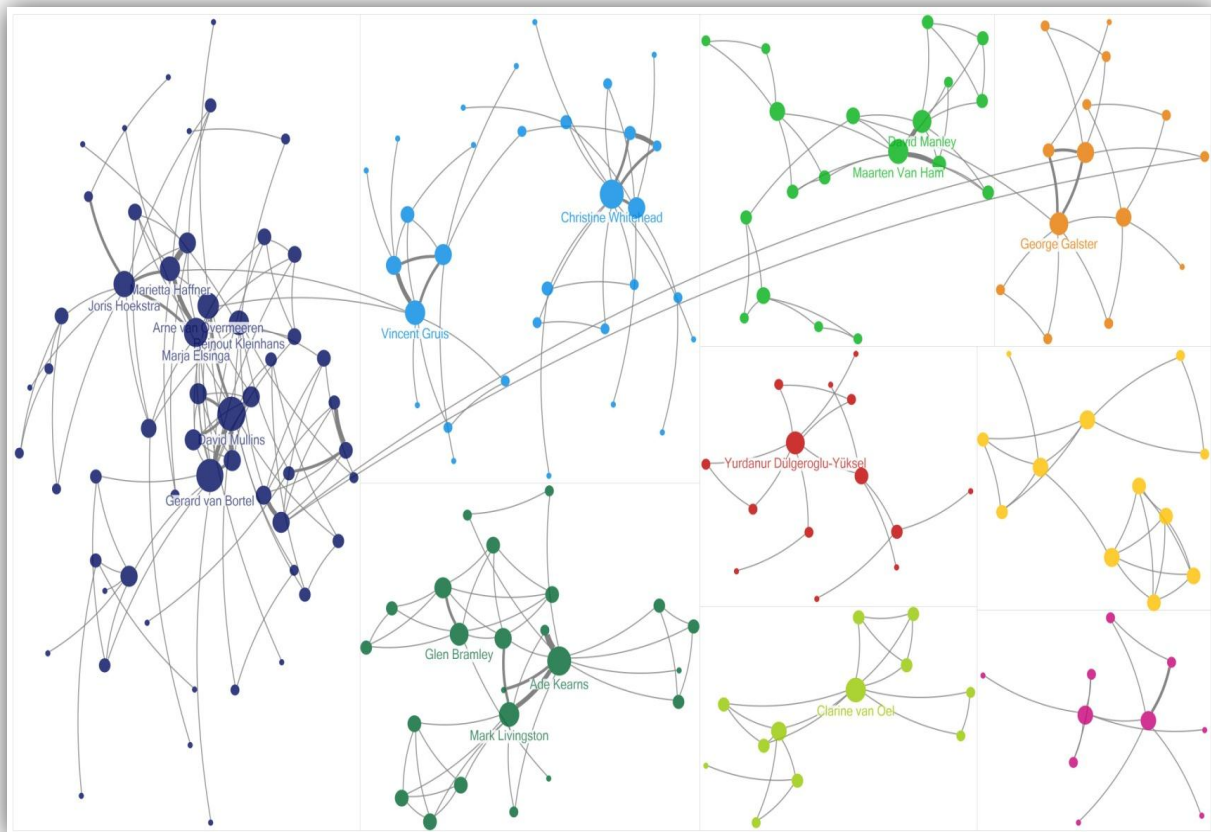 Marietta Haffner
Joris Hoekstra
Arne van Overmeeren
Reinout Kleinhans
Marja Elsinga
David Mullins
Gerard van Bortel
Christine Whitehead
Vincent Gruis
David Manley
Maarten Van Ham
George Galster
Yurdanur Dülgeroglu-Yüksel
Glen Bramley
Ade Kearns
Mark Livingston
Clarine van Oel